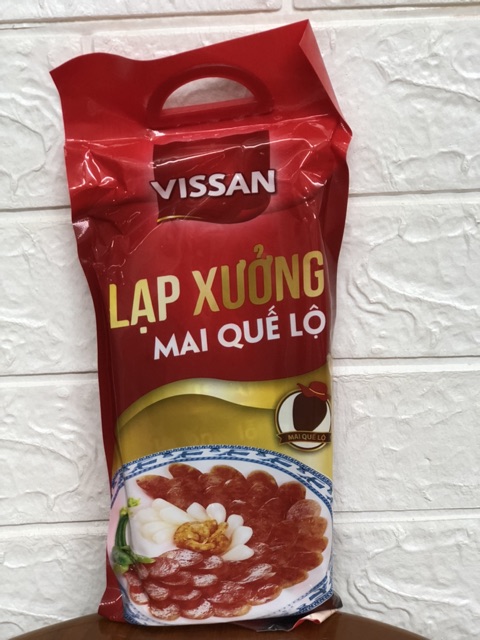 VISSAN
LẠP XƯỞNG
MAI QUẾ LỘ
MAI QUẾ LỘ